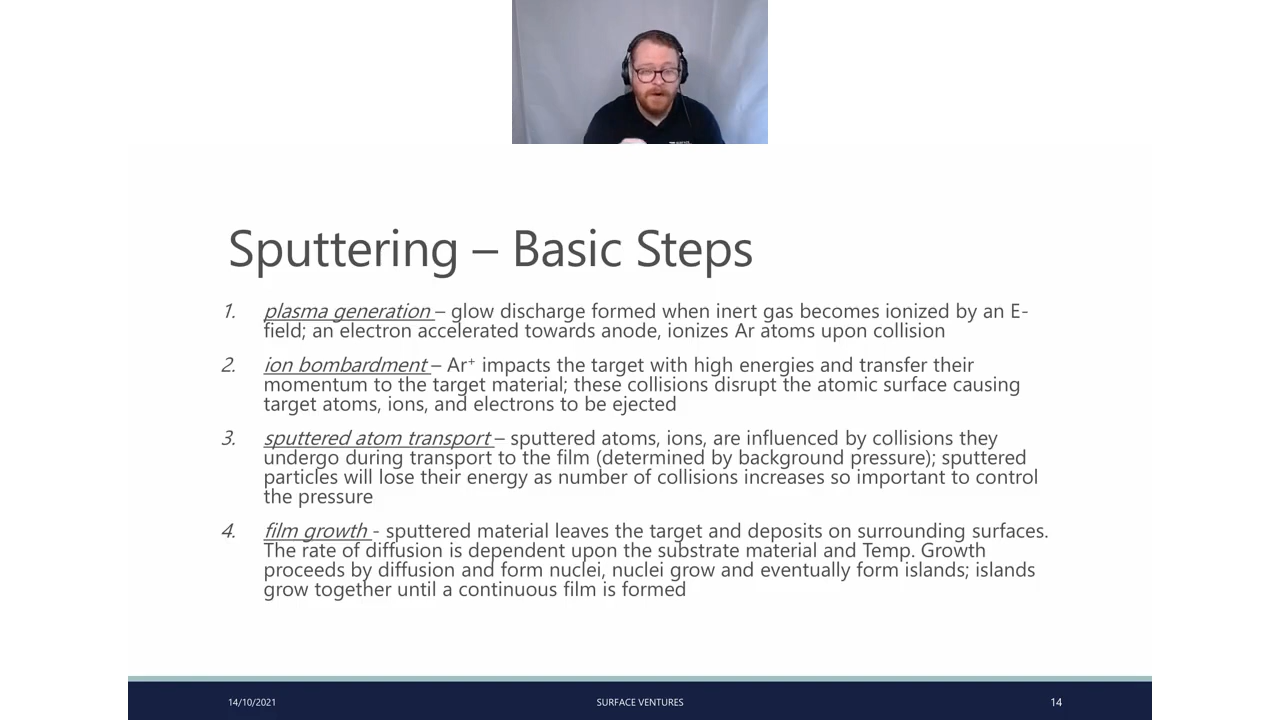 Sputtering – Basic Steps
1. plasma generation – glow discharge formed when inert gas becomes ionized by an E-
field; an electron accelerated towards anode, ionizes Ar atoms upon collision
2. ion bombardment – Ar⁺ impacts the target with high energies and transfer their
momentum to the target material; these collisions disrupt the atomic surface causing
target atoms, ions, and electrons to be ejected
3. sputtered atom transport – sputtered atoms, ions, are influenced by collisions they
undergo during transport to the film (determined by background pressure); sputtered
particles will lose their energy as number of collisions increases so important to control
the pressure
4. film growth - sputtered material leaves the target and deposits on surrounding surfaces.
The rate of diffusion is dependent upon the substrate material and Temp. Growth
proceeds by diffusion and form nuclei, nuclei grow and eventually form islands; islands
grow together until a continuous film is formed
14/10/2021
SURFACE VENTURES
14